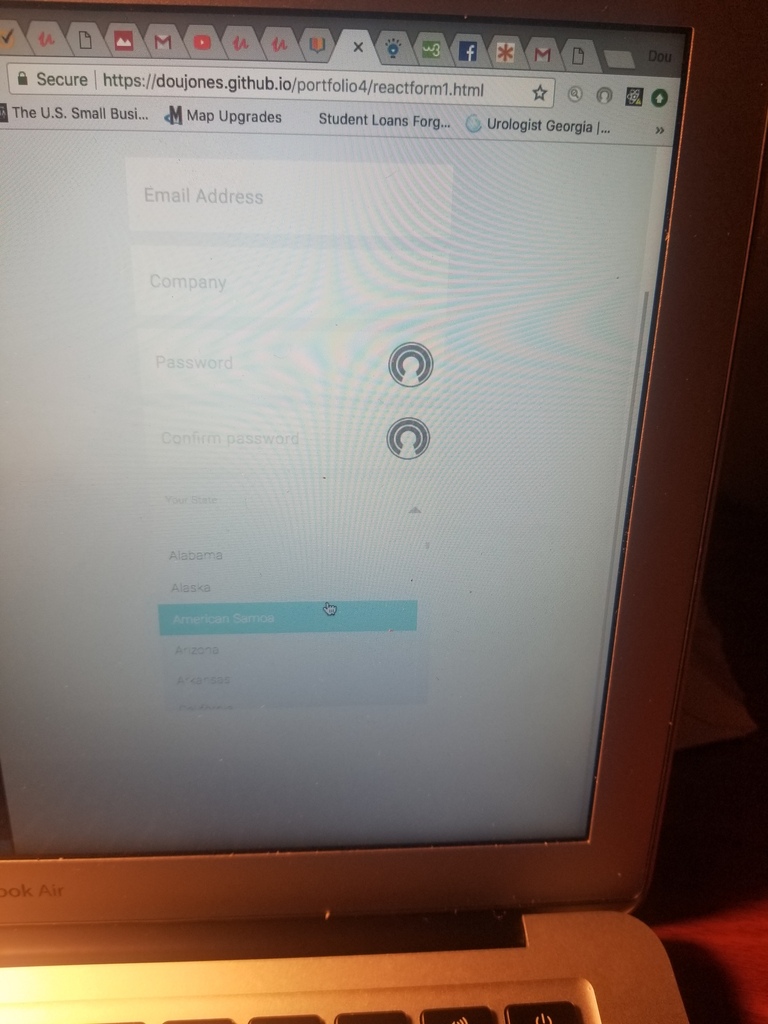 Dou
Secure | https://doujones.github.io/portfolio4/reactform1.html
The U.S. Small Busi... Map Upgrades Student Loans Forg... Urologist Georgia |... »
Email Address
Company
Password
Confirm password
Your State
Alabama
Alaska
American Samoa
Arizona
Arkansas
ook Air